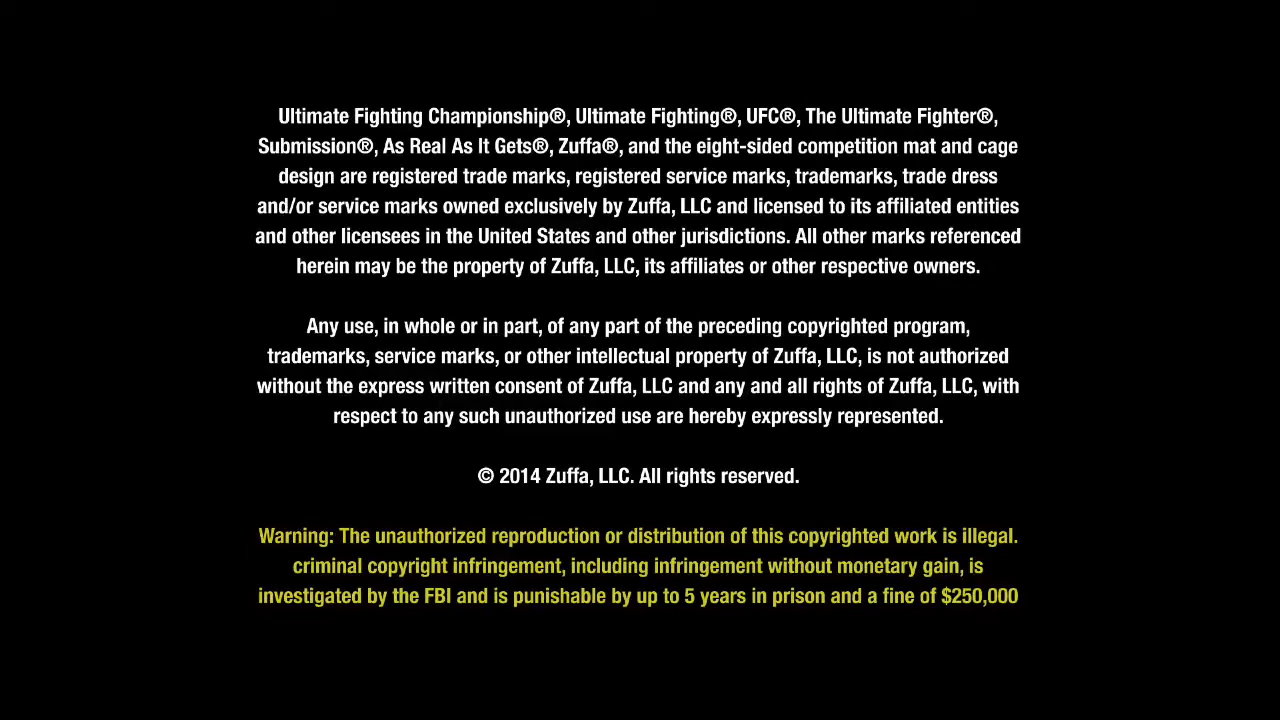 Ultimate Fighting Championship®, Ultimate Fighting®, UFC®, The Ultimate Fighter®,
Submission®, As Real As It Gets®, Zuffa®, and the eight-sided competition mat and cage
design are registered trade marks, registered service marks, trademarks, trade dress
and/or service marks owned exclusively by Zuffa, LLC and licensed to its affiliated entities
and other licensees in the United States and other jurisdictions. All other marks referenced
herein may be the property of Zuffa, LLC, its affiliates or other respective owners.
Any use, in whole or in part, of any part of the preceding copyrighted program,
trademarks, service marks, or other intellectual property of Zuffa, LLC, is not authorized
without the express written consent of Zuffa, LLC and any and all rights of Zuffa, LLC, with
respect to any such unauthorized use are hereby expressly represented.
© 2014 Zuffa, LLC. All rights reserved.
Warning: The unauthorized reproduction or distribution of this copyrighted work is illegal.
criminal copyright infringement, including infringement without monetary gain, is
investigated by the FBI and is punishable by up to 5 years in prison and a fine of $250,000